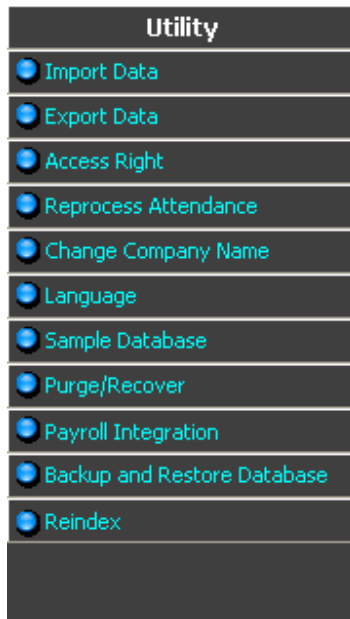 Utility
Import Data
Export Data
Access Right
Reprocess Attendance
Change Company Name
Language
Sample Database
Purge/Recover
Payroll Integration
Backup and Restore Database
Reindex